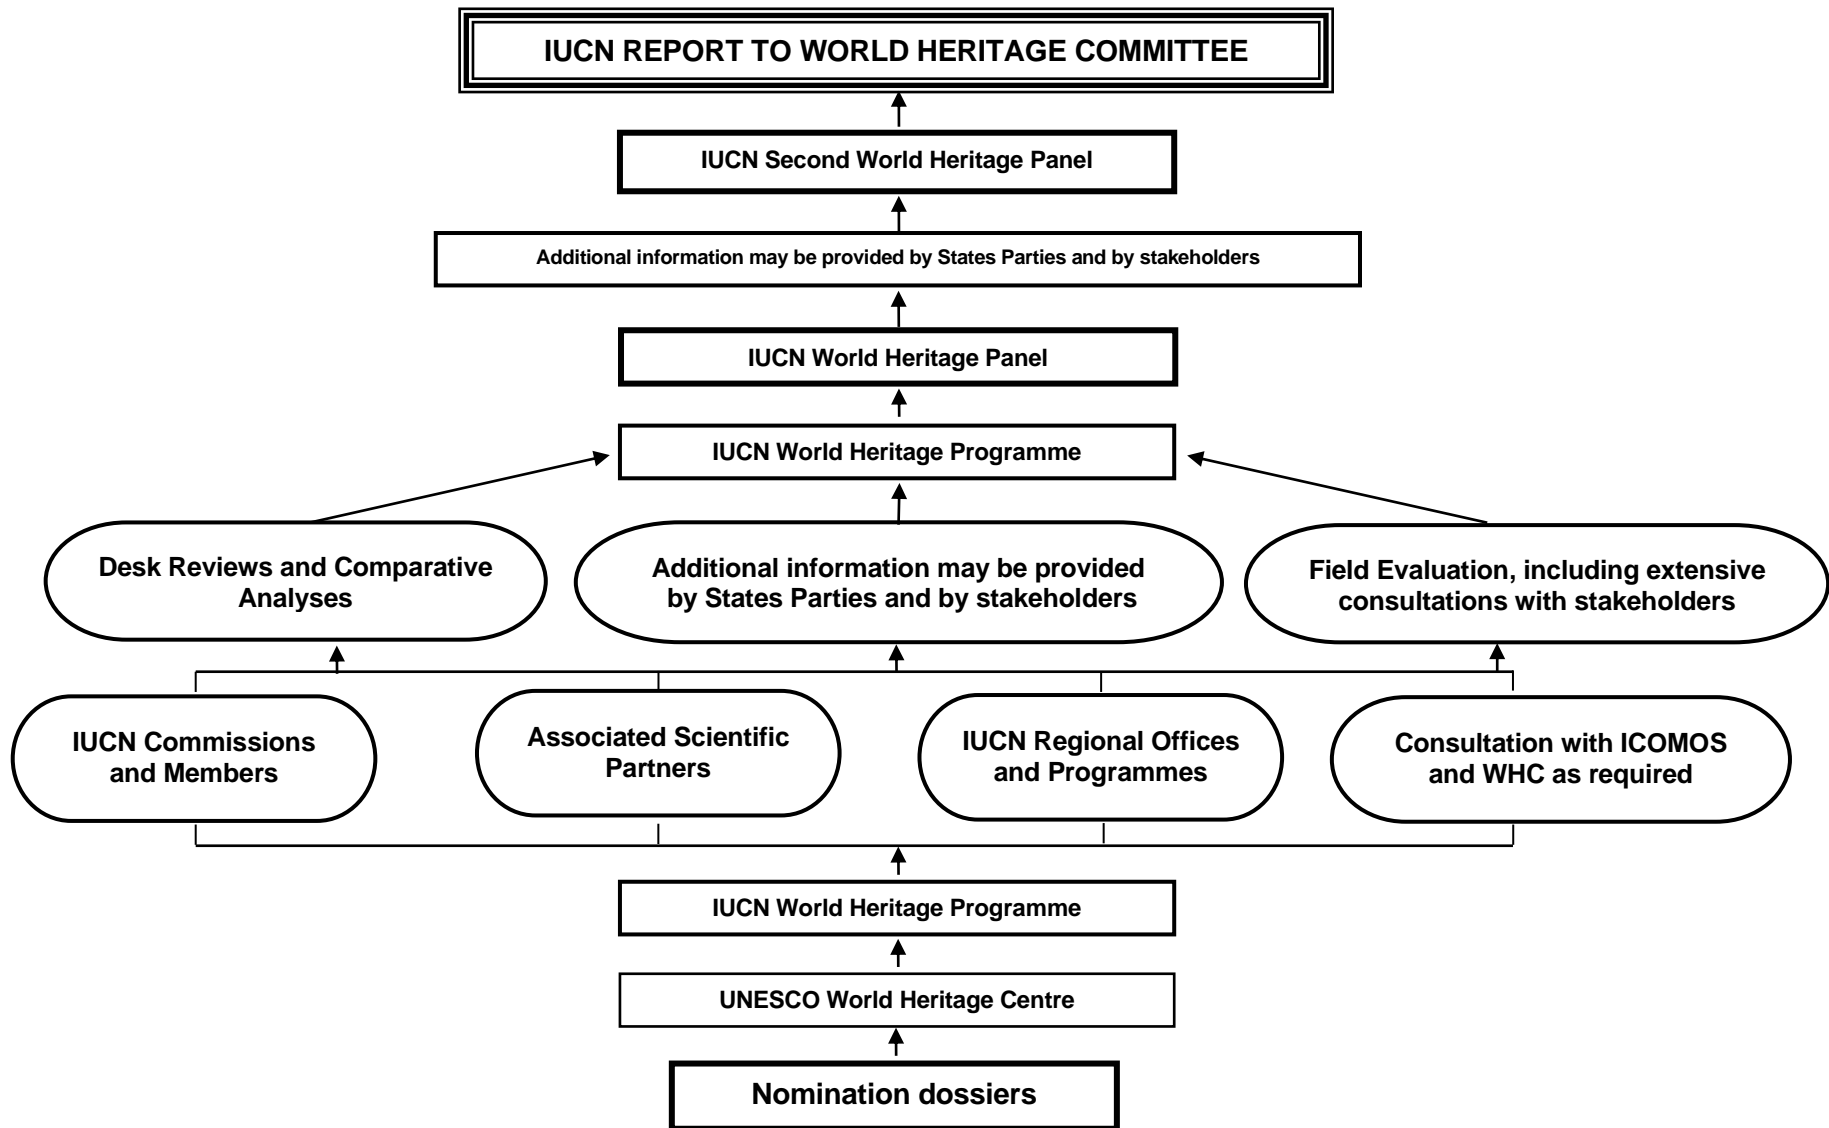 IUCN REPORT TO WORLD HERITAGE COMMITTEE
IUCN Second World Heritage Panel
Additional information may be provided by States Parties and by stakeholders
IUCN World Heritage Panel
IUCN World Heritage Programme
Desk Reviews and Comparative
Analyses
Additional information may be provided
by States Parties and by stakeholders
Field Evaluation, including extensive
consultations with stakeholders
IUCN Commissions
and Members
Associated Scientific
Partners
IUCN Regional Offices
and Programmes
Consultation with ICOMOS
and WHC as required
IUCN World Heritage Programme
UNESCO World Heritage Centre
Nomination dossiers